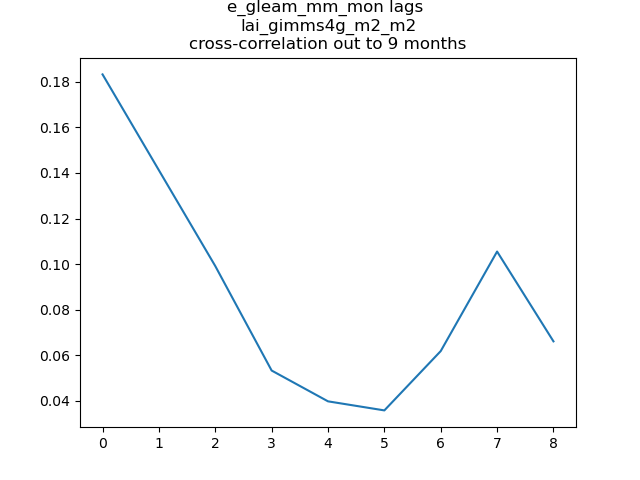 e_gleam_mm_mon lags
lai_gimms4g_m2_m2
cross-correlation out to 9 months
0.18
0.16
0.14
0.12
0.10
0.08
0.06
0.04
0 1 2 3 4 5 6 7 8